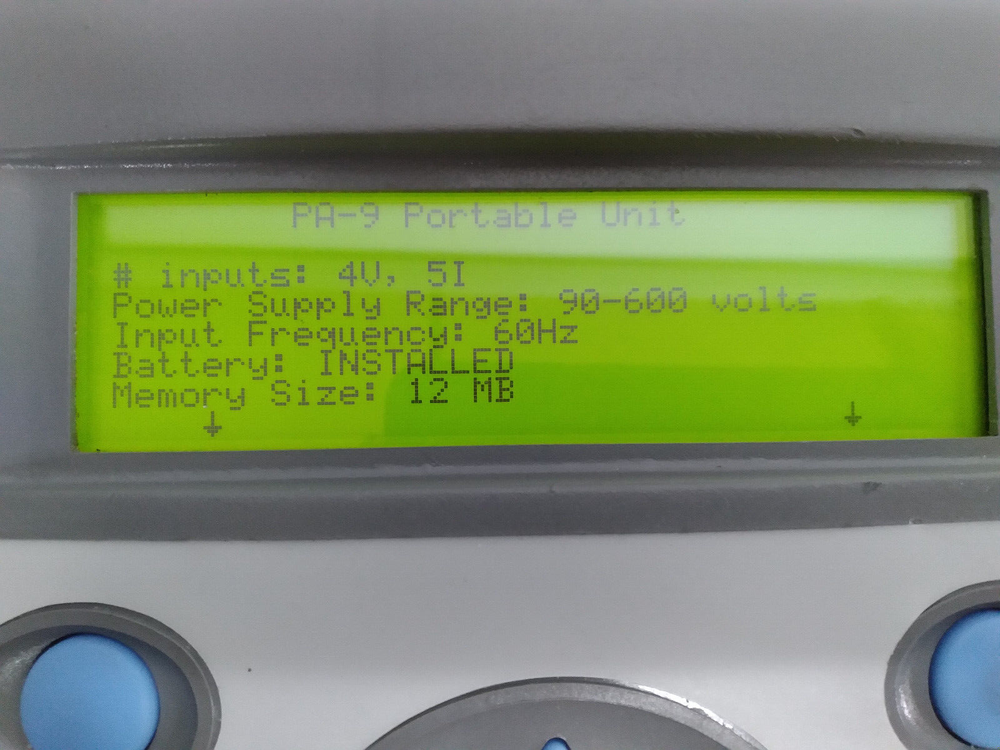 PA-9 Portable Unit
# inputs: 4V, 5I
Power Supply Range: 90-600 volts
Input Frequency: 60Hz
Battery: INSTALLED
Memory Size: 12 MB
↓ ↓